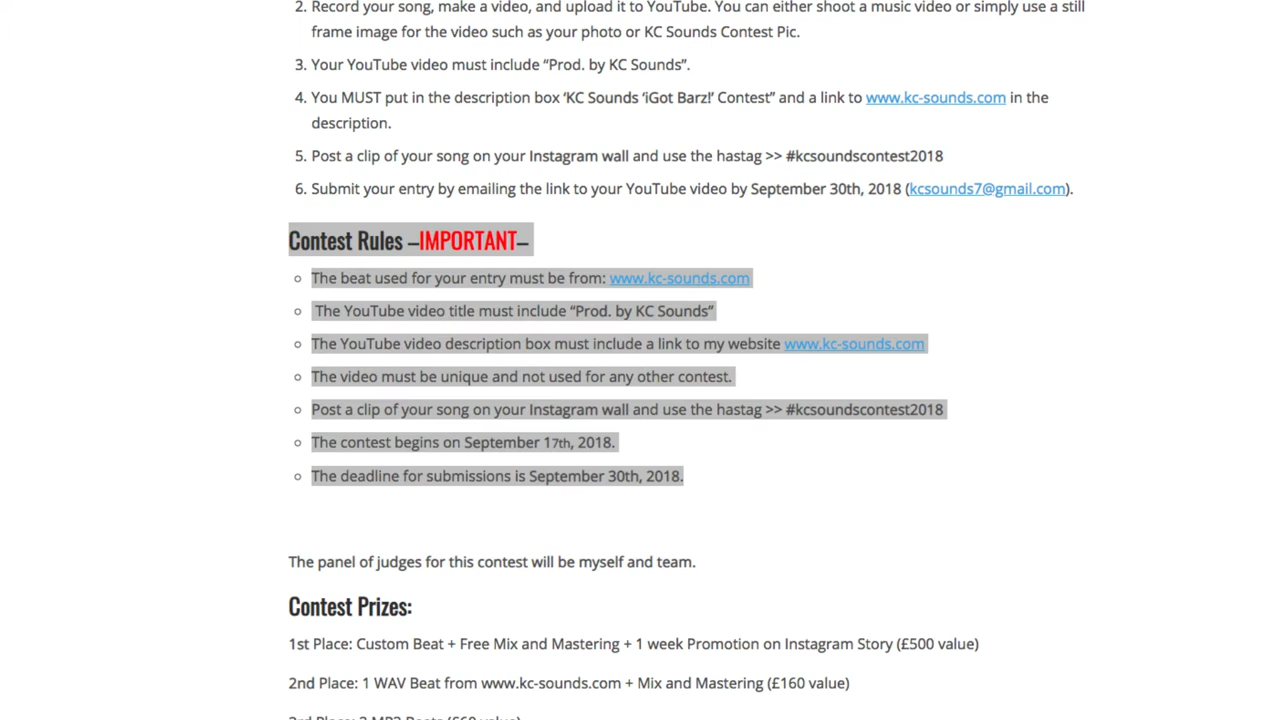 2. Record your song, make a video, and upload it to YouTube. You can either shoot a music video or simply use a still
frame image for the video such as your photo or KC Sounds Contest Pic.
3. Your YouTube video must include “Prod. by KC Sounds”.
4. You MUST put in the description box ‘KC Sounds ‘iGot Barz!’ Contest” and a link to www.kc-sounds.com in the
description.
5. Post a clip of your song on your Instagram wall and use the hastag >> #kcsoundscontest2018
6. Submit your entry by emailing the link to your YouTube video by September 30th, 2018 (kcsounds7@gmail.com).
Contest Rules –IMPORTANT–
The beat used for your entry must be from: www.kc-sounds.com
The YouTube video title must include “Prod. by KC Sounds”
The YouTube video description box must include a link to my website www.kc-sounds.com
The video must be unique and not used for any other contest.
Post a clip of your song on your Instagram wall and use the hastag >> #kcsoundscontest2018
The contest begins on September 17th, 2018.
The deadline for submissions is September 30th, 2018.
The panel of judges for this contest will be myself and team.
Contest Prizes:
1st Place: Custom Beat + Free Mix and Mastering + 1 week Promotion on Instagram Story (£500 value)
2nd Place: 1 WAV Beat from www.kc-sounds.com + Mix and Mastering (£160 value)
3rd Place: 2 MP3 Beats (£60 value)